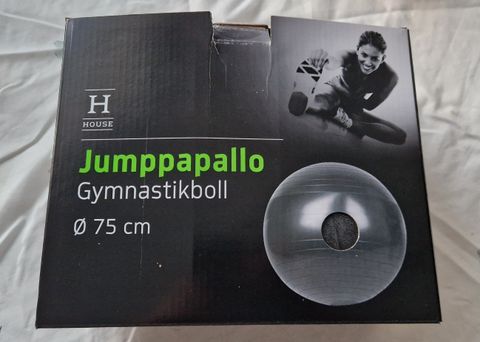 H
HOUSE
Jumppapallo
Gymnastikboll
Ø 75 cm